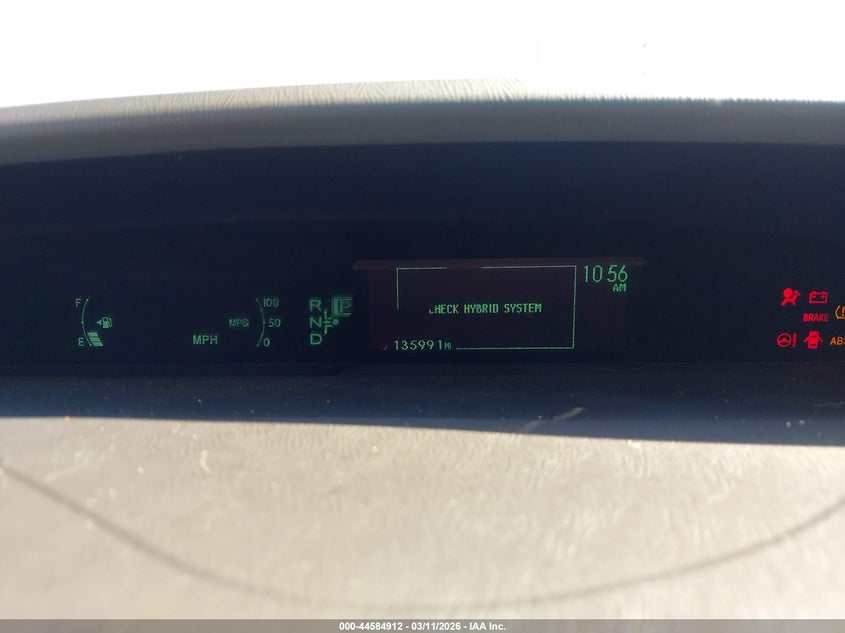 10:56
AM
F
100
MPG 50
E
MPH
0
R P
N
D
CHECK HYBRID SYSTEM
135991 MI
BRAKE
!
ABS
000-44584912 - 03/11/2026 - IAA Inc.